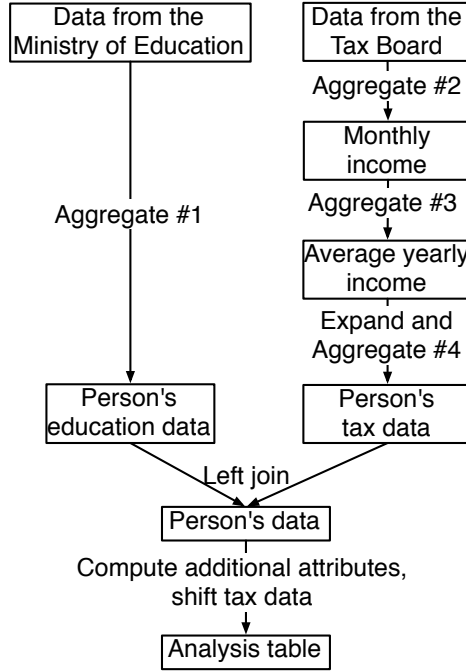 Data from the
Ministry of Education
Data from the
Tax Board
Aggregate #2
Monthly
income
Aggregate #1
Aggregate #3
Average yearly
income
Expand and
Aggregate #4
Person's
education data
Person's
tax data
Left join
Person's data
Compute additional attributes,
shift tax data
Analysis table